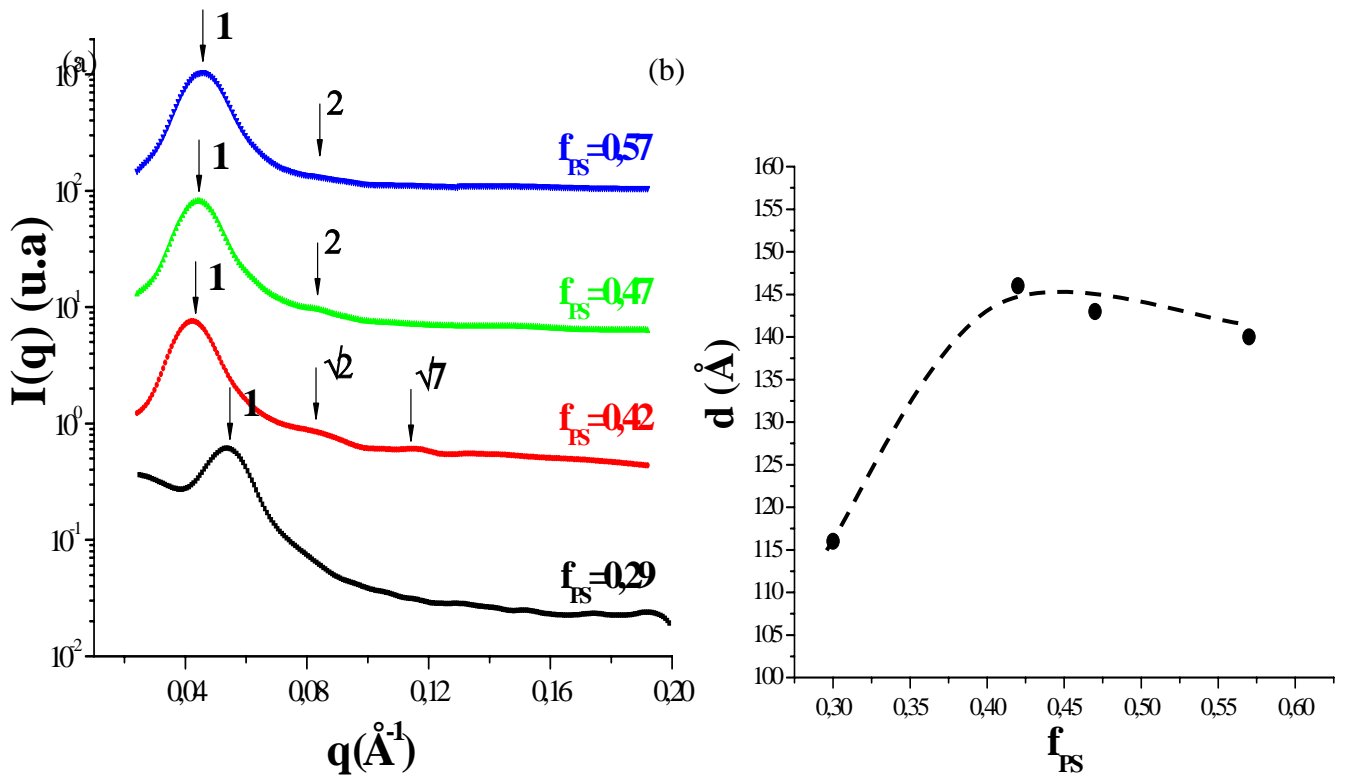 (a)
1
10³
2
f_PS=0,57
10²
1
2
f_PS=0,47
10¹
1
√2
√7
f_PS=0,42
10⁰
1
f_PS=0,29
10⁻¹
10⁻²
I(q) (u.a)
0,04 0,08 0,12 0,16 0,20
q(Å⁻¹)
(b)
160
155
150
145
140
135
130
125
120
115
110
105
100
d (Å)
0,30 0,35 0,40 0,45 0,50 0,55 0,60
f_PS